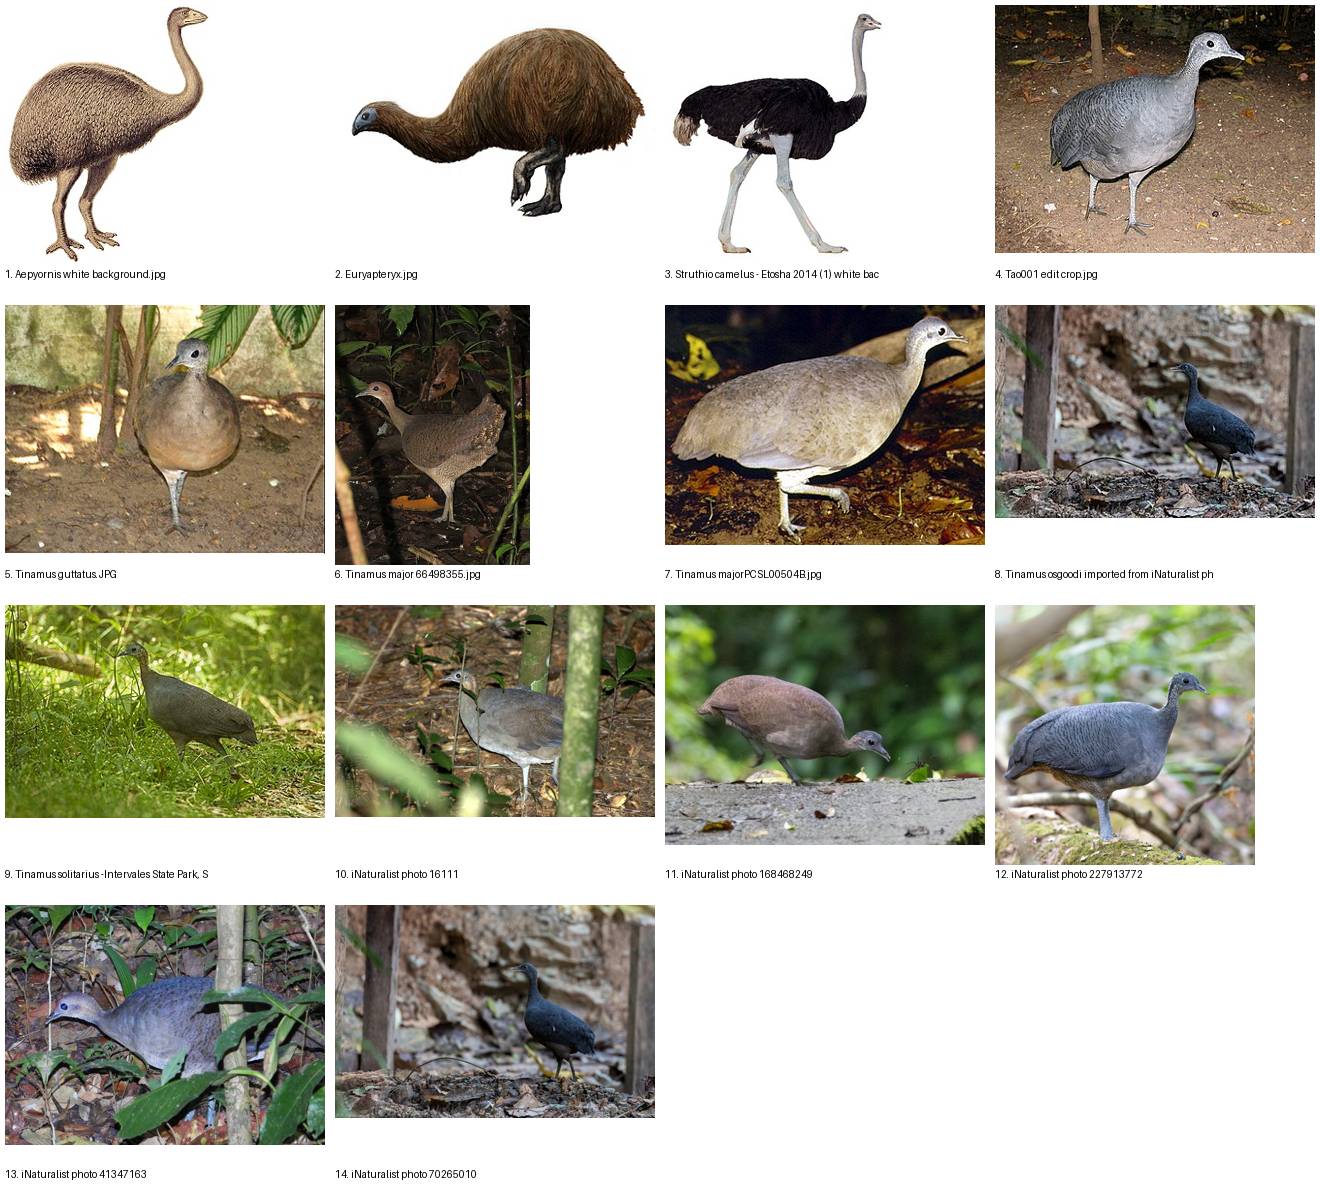 1. Aepyornis white background.jpg
2. Euryapteryx.jpg
3. Struthio camelus - Etosha 2014 (1) white bac
4. Tao001 edit crop.jpg
5. Tinamus guttatus.JPG
6. Tinamus major 66498355.jpg
7. Tinamus majorPCSL00504B.jpg
8. Tinamus osgoodi imported from iNaturalist ph
9. Tinamus solitarius - Intervales State Park, S
10. iNaturalist photo 16111
11. iNaturalist photo 168468249
12. iNaturalist photo 227913772
13. iNaturalist photo 41347163
14. iNaturalist photo 70265010